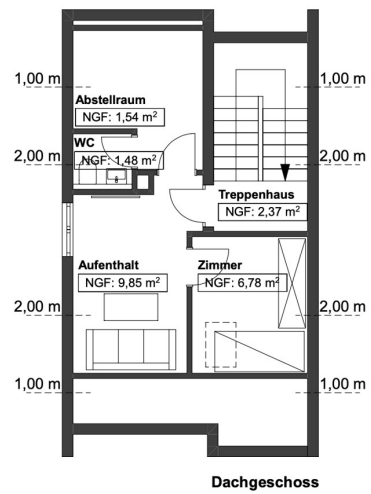 1,00 m
1,00 m
Abstellraum
NGF: 1,54 m²
WC
NGF: 1,48 m²
2,00 m
2,00 m
Treppenhaus
NGF: 2,37 m²
Aufenthalt
NGF: 9,85 m²
Zimmer
NGF: 6,78 m²
2,00 m
2,00 m
1,00 m
1,00 m
Dachgeschoss